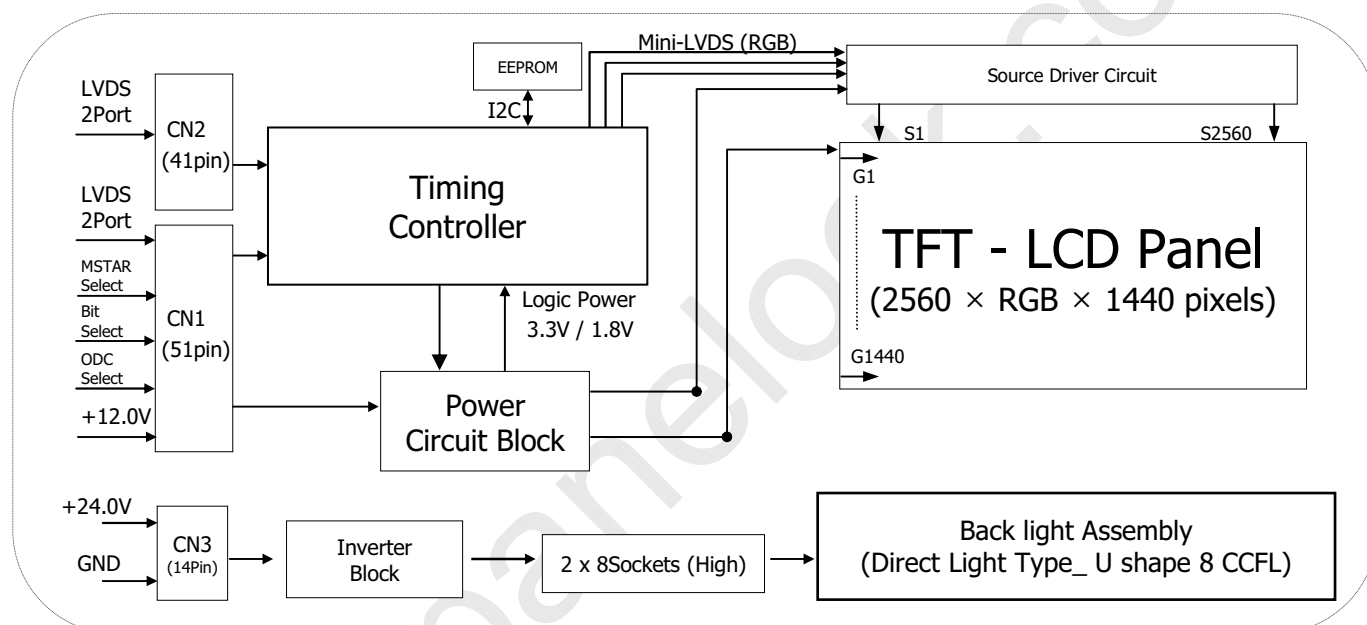 Mini-LVDS (RGB)
EEPROM
Source Driver Circuit
LVDS
2Port
CN2
(41pin)
I2C
S1
S2560
Timing
Controller
G1
LVDS
2Port
TFT - LCD Panel
(2560 × RGB × 1440 pixels)
MSTAR
Select
Bit
Select
CN1
(51pin)
Logic Power
3.3V / 1.8V
ODC
Select
G1440
+12.0V
Power
Circuit Block
+24.0V
GND
CN3
(14Pin)
Inverter
Block
2 x 8Sockets (High)
Back light Assembly
(Direct Light Type_ U shape 8 CCFL)